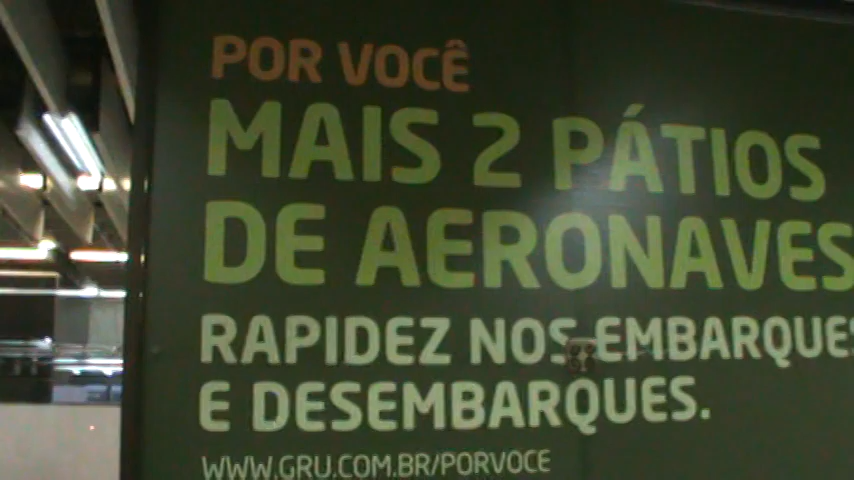 POR VOCÊ
MAIS 2 PÁTIOS
DE AERONAVES
RAPIDEZ NOS EMBARQUES
E DESEMBARQUES.
WWW.GRU.COM.BR/PORVOCE